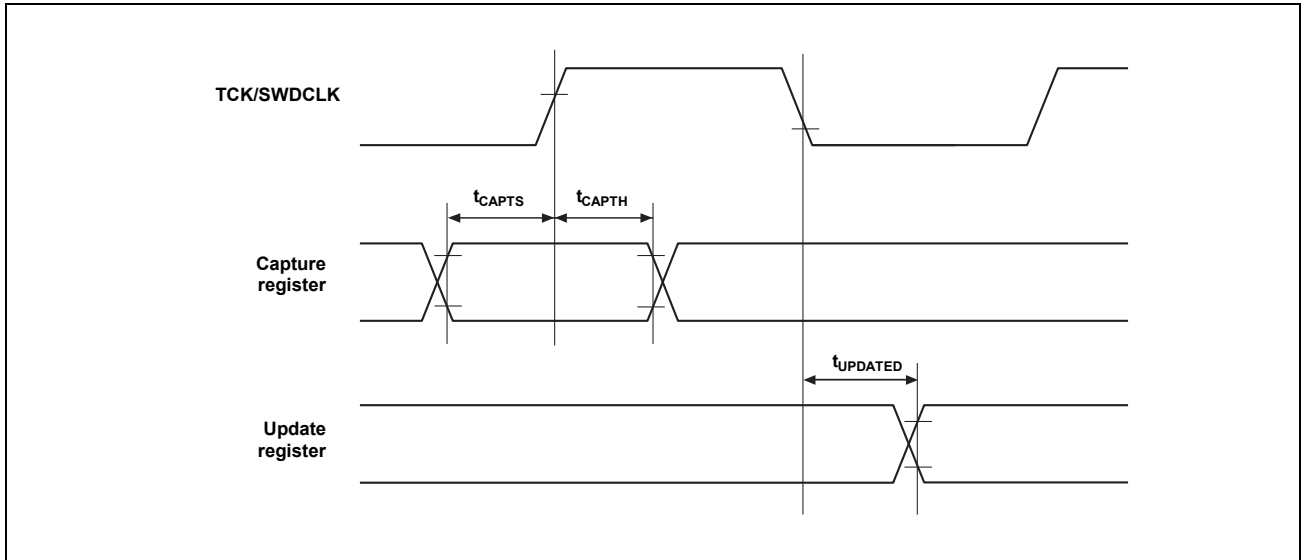 TCK/SWDCLK
tCAPTS
tCAPTH
Capture
register
tUPDATED
Update
register